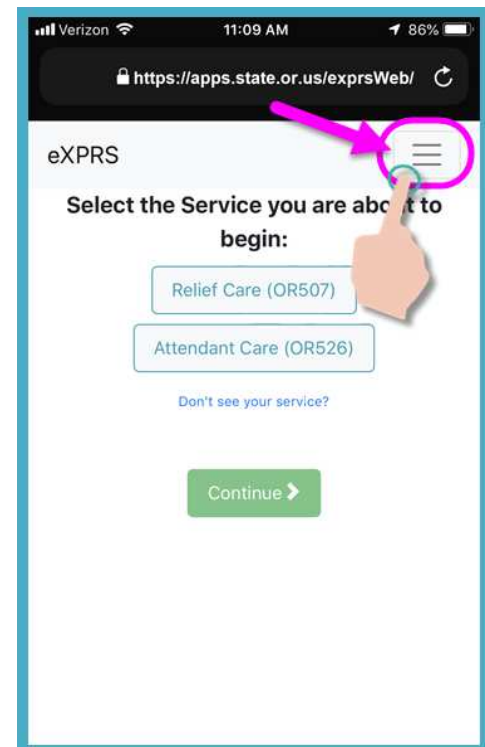 Verizon 11:09 AM 86%
https://apps.state.or.us/exprsWeb/
eXPRS
Select the Service you are about to
begin:
Relief Care (OR507)
Attendant Care (OR526)
Don't see your service?
Continue